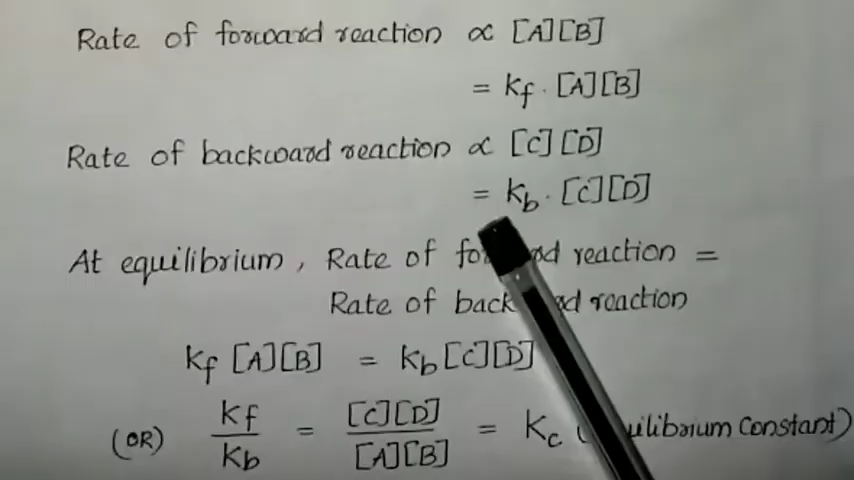 Rate of forward reaction ∝ [A][B]
= Kf · [A][B]
Rate of backward reaction ∝ [C][D]
= Kb · [C][D]
At equilibrium, Rate of reaction =
Rate of reaction
Kf [A][B] = Kb [C][D]
(OR) Kf/Kb = [C][D]/[A][B] = Kc ( Constant)